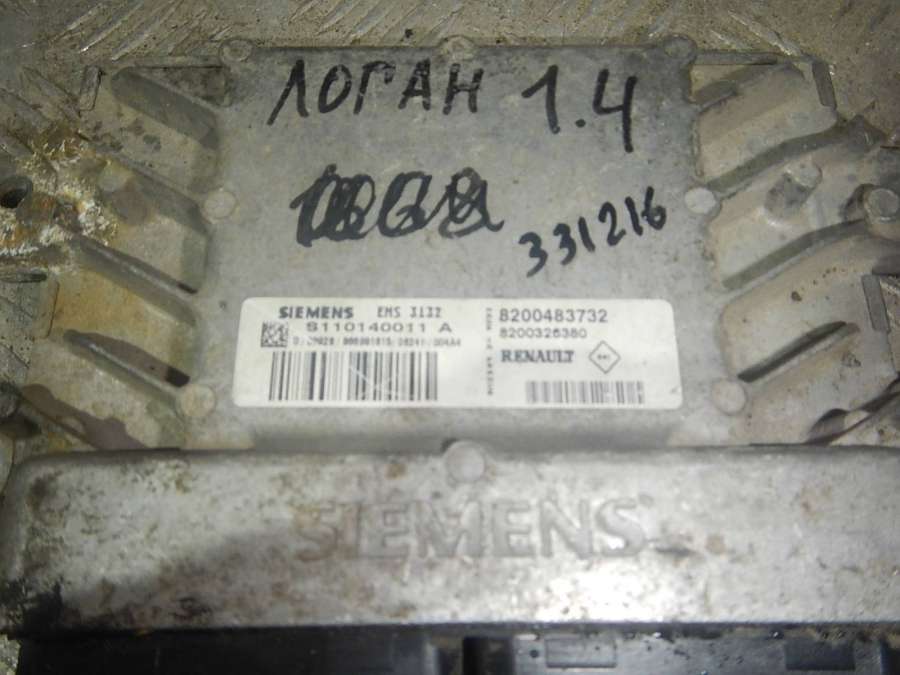 ЛОГАН 1.4
331216
SIEMENS EMS 3132
S110140011 A
8200483732
8200326380
RENAULT
SIEMENS